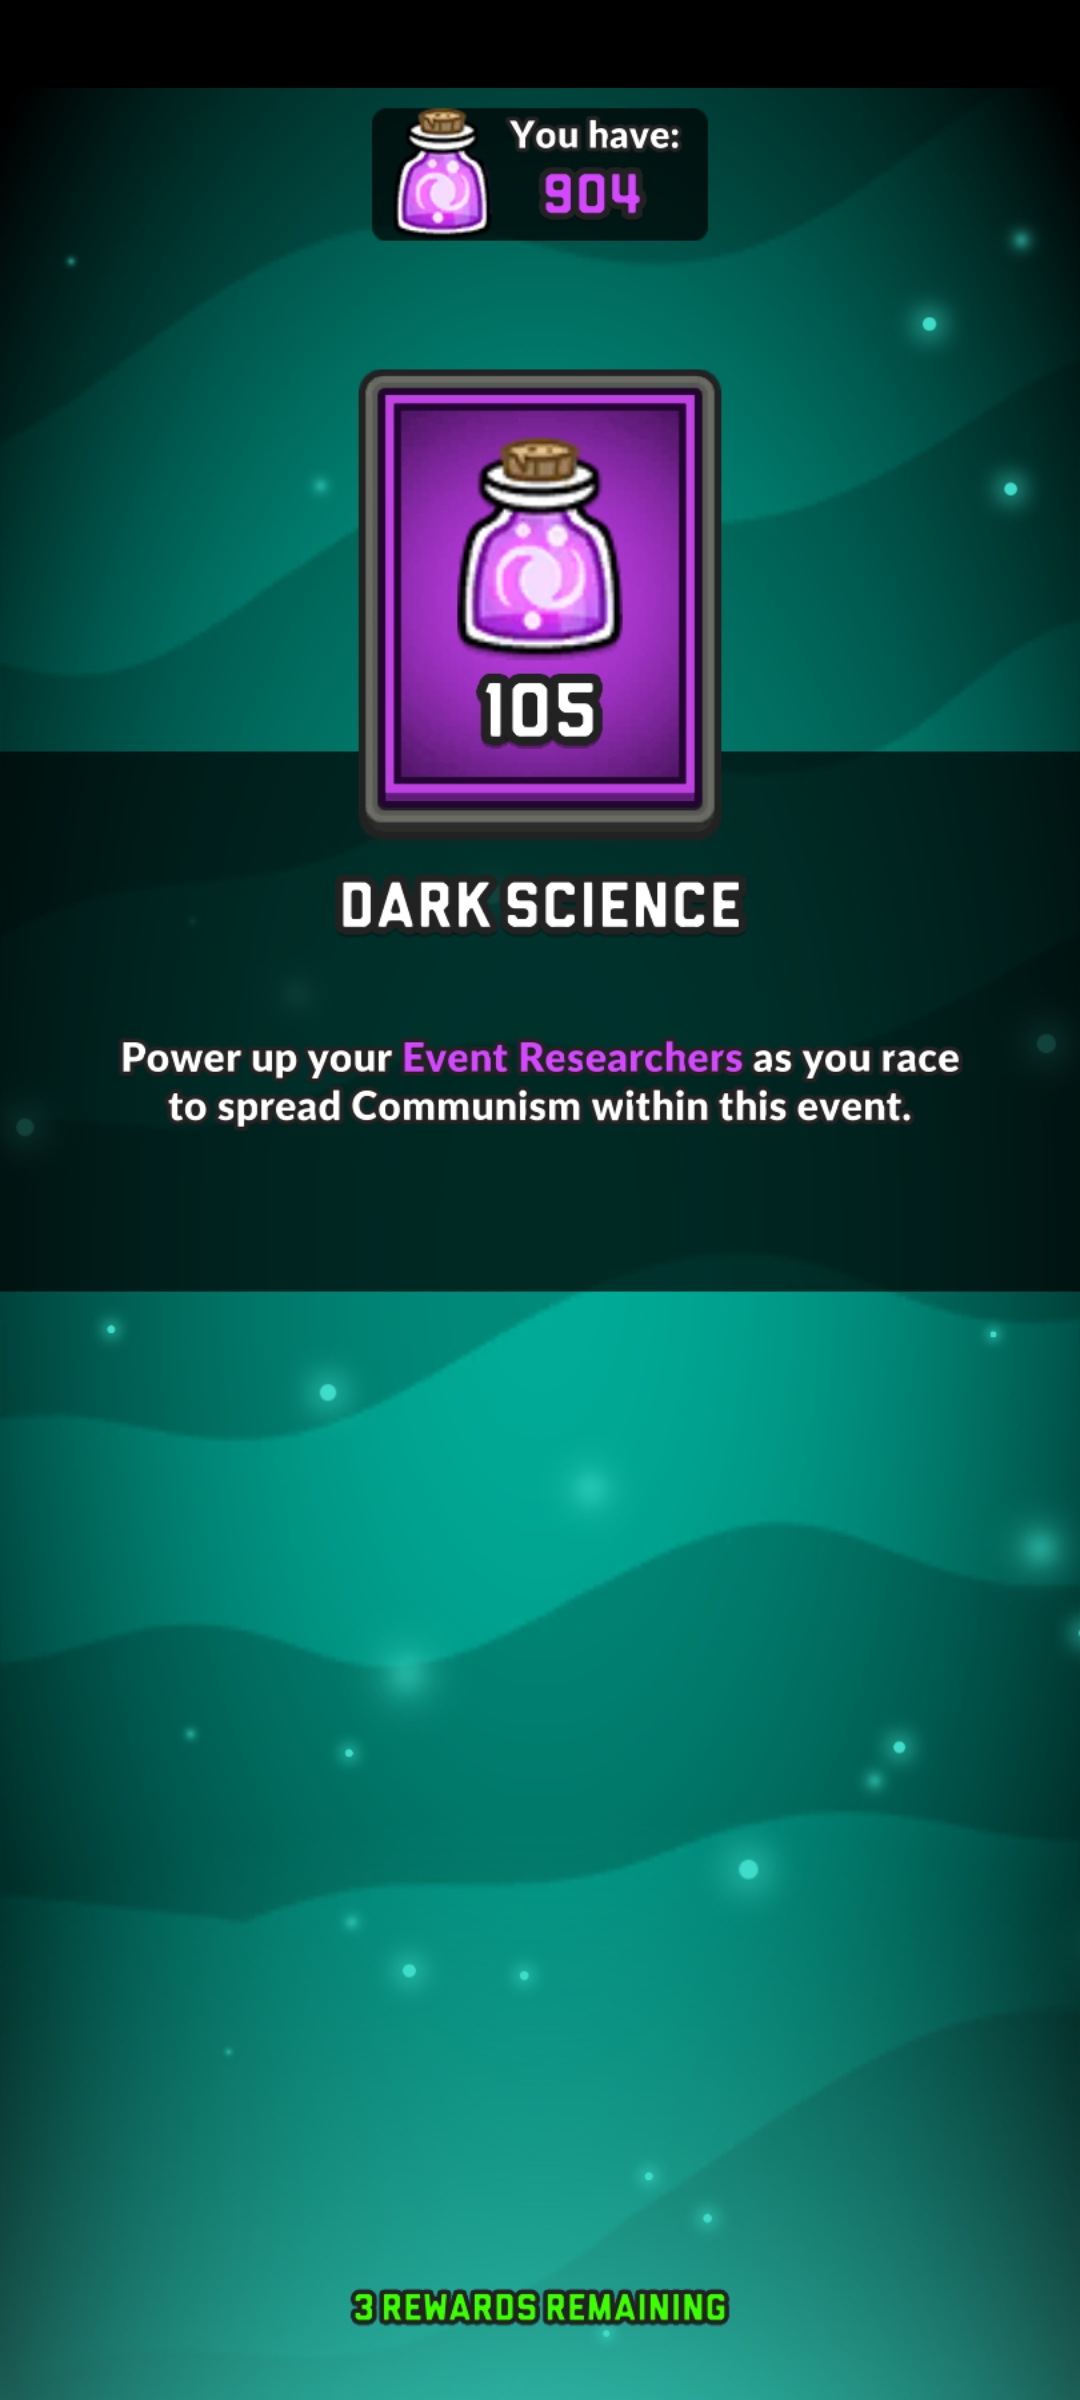 You have:
904
105
DARK SCIENCE
Power up your Event Researchers as you race
to spread Communism within this event.
3 REWARDS REMAINING